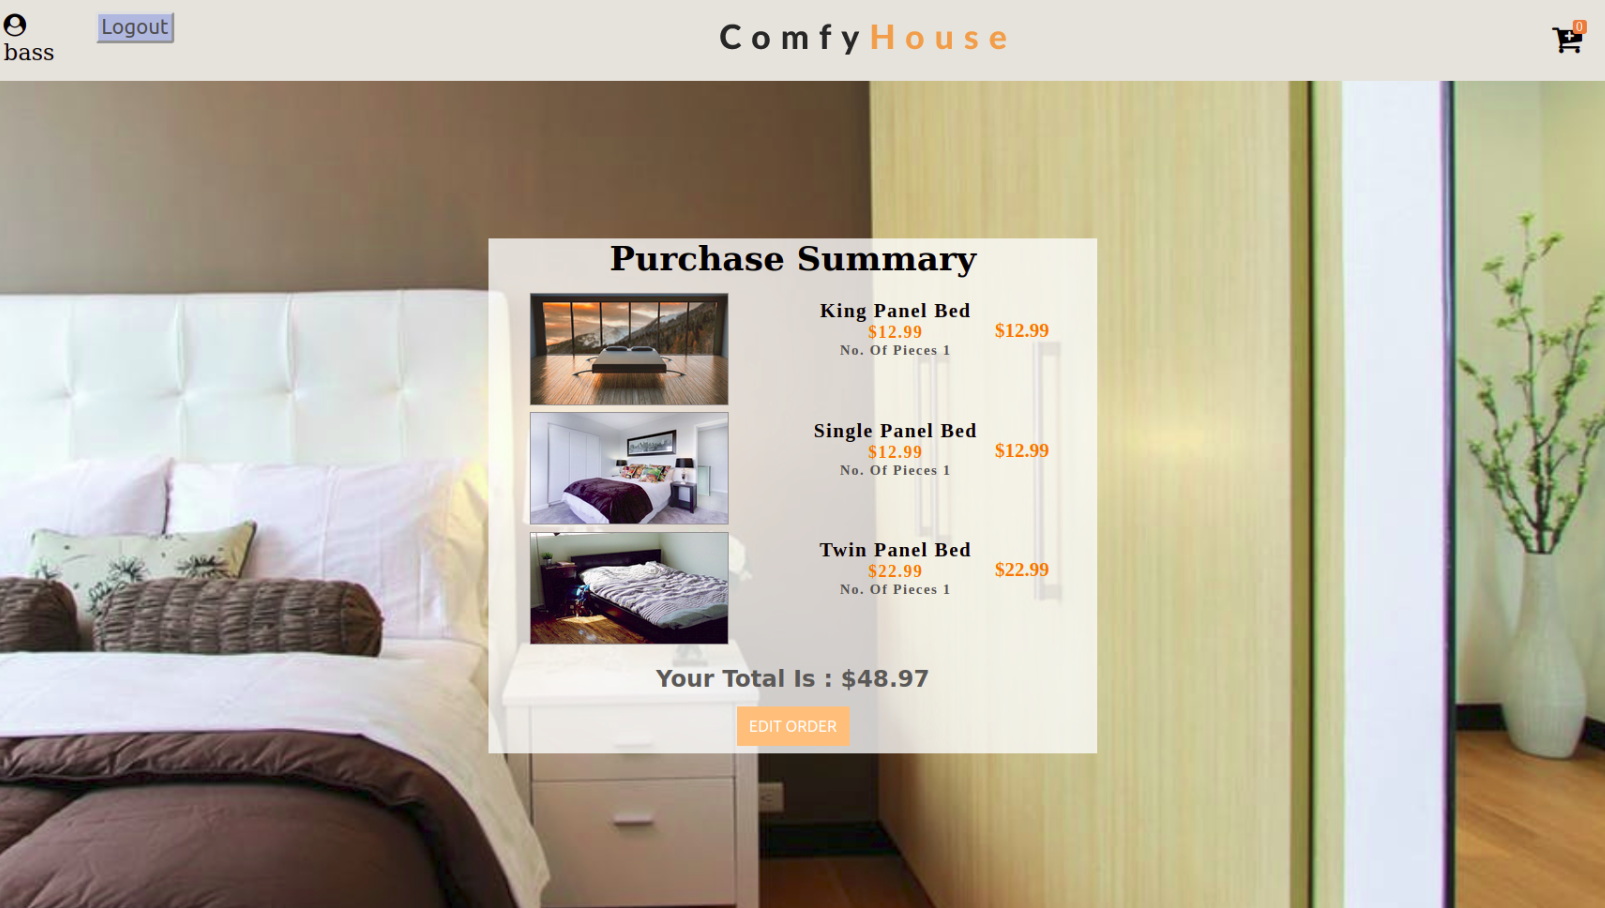 bass
Logout
ComfyHouse
0
Purchase Summary
King Panel Bed
$12.99
No. Of Pieces 1
$12.99
Single Panel Bed
$12.99
No. Of Pieces 1
$12.99
Twin Panel Bed
$22.99
No. Of Pieces 1
$22.99
Your Total Is : $48.97
EDIT ORDER